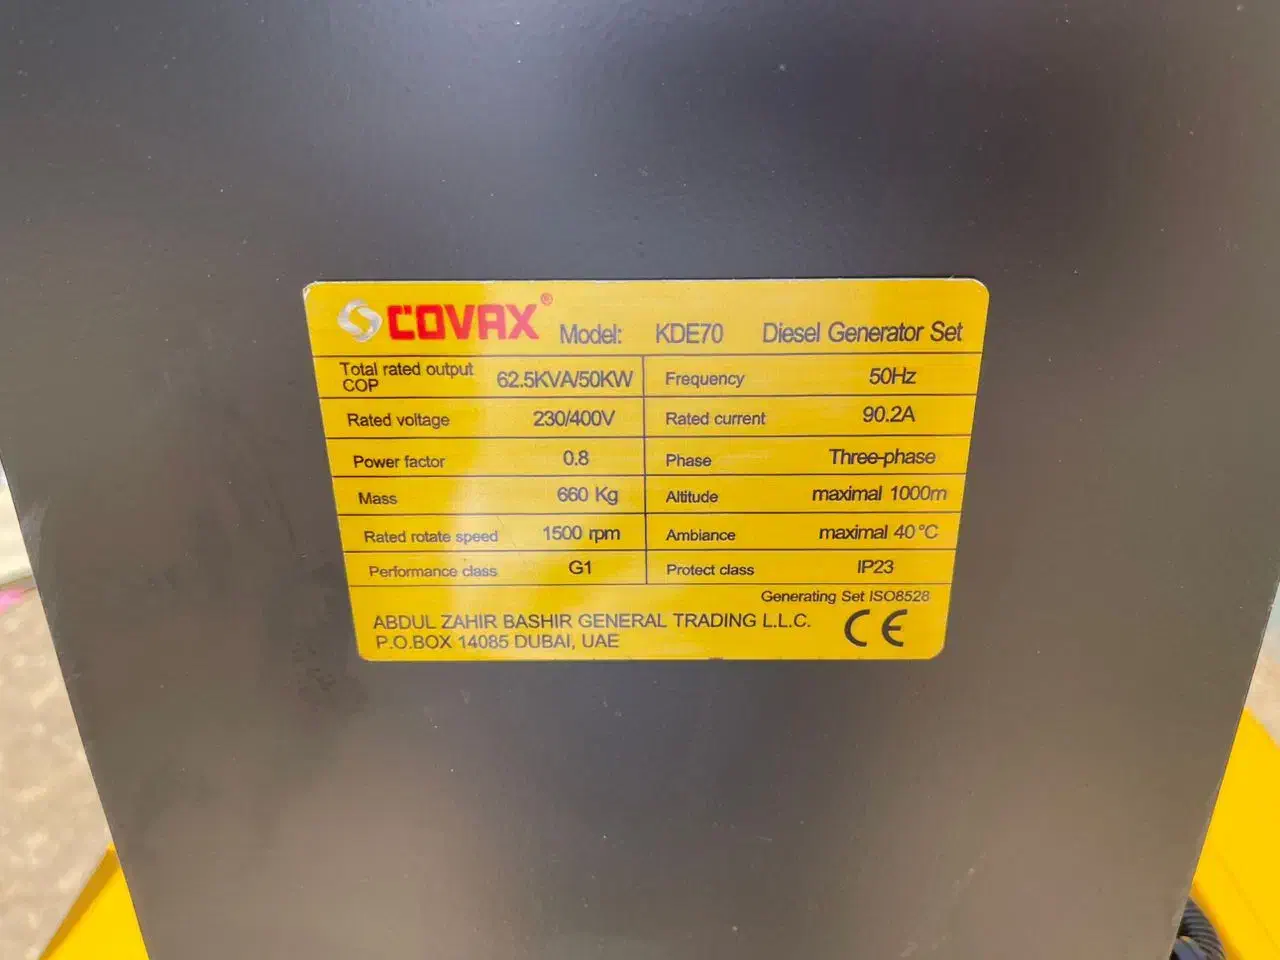 COVAX® Model: KDE70 Diesel Generator Set
Total rated output COP 62.5KVA/50KW Frequency 50Hz
Rated voltage 230/400V Rated current 90.2A
Power factor 0.8 Phase Three-phase
Mass 660 Kg Altitude maximal 1000m
Rated rotate speed 1500 rpm Ambiance maximal 40°C
Performance class G1 Protect class IP23
Generating Set ISO8528
ABDUL ZAHIR BASHIR GENERAL TRADING L.L.C.
P.O.BOX 14085 DUBAI, UAE
CE